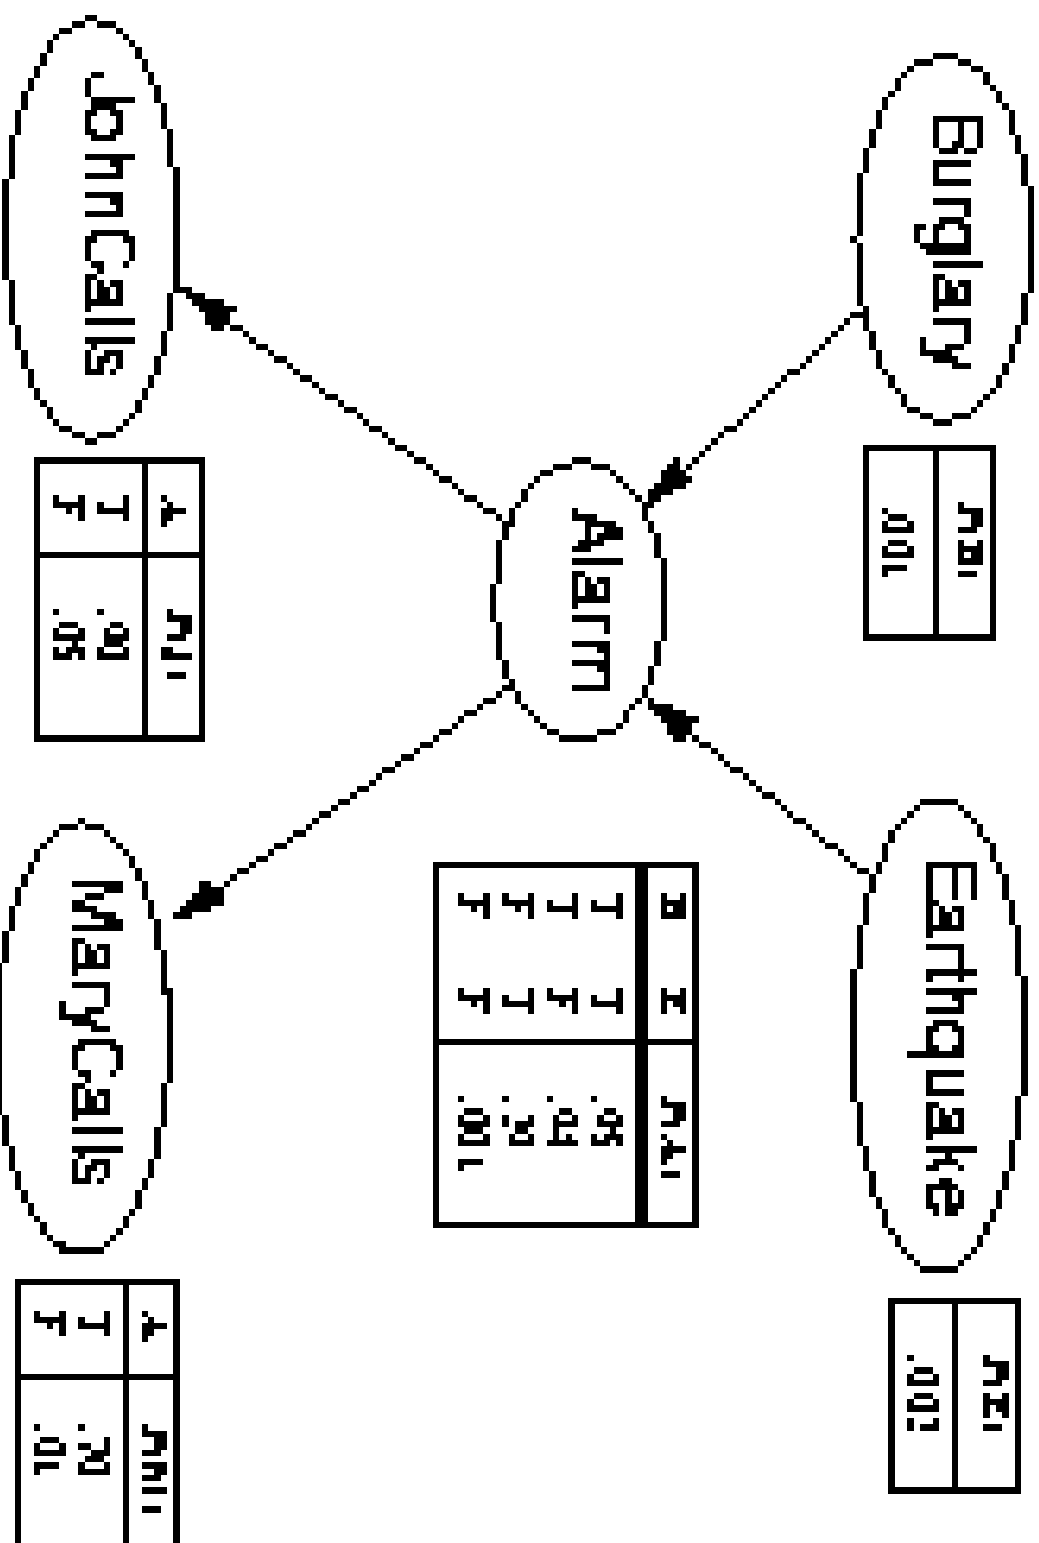 Burglary
P(B)
.001
Earthquake
P(E)
.002
Alarm
B E P(A)
T T .95
T F .94
F T .29
F F .001
JohnCalls
A P(J)
T .90
F .05
MaryCalls
A P(M)
T .70
F .01